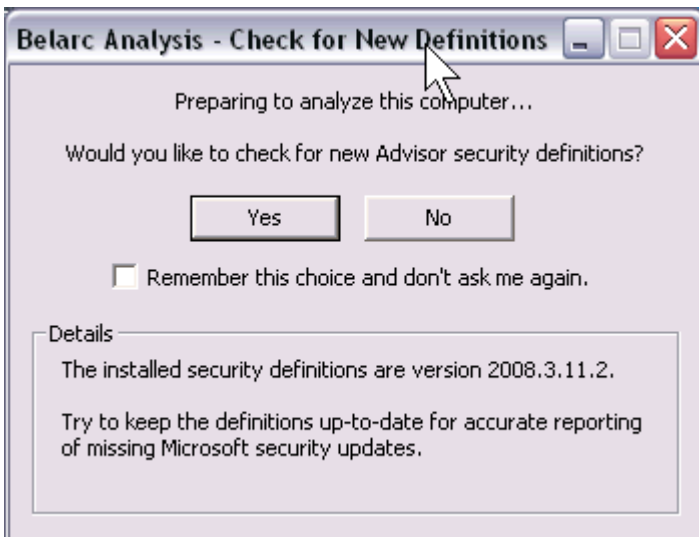 Belarc Analysis - Check for New Definitions
Preparing to analyze this computer...
Would you like to check for new Advisor security definitions?
Yes No
Remember this choice and don't ask me again.
Details
The installed security definitions are version 2008.3.11.2.
Try to keep the definitions up-to-date for accurate reporting
of missing Microsoft security updates.